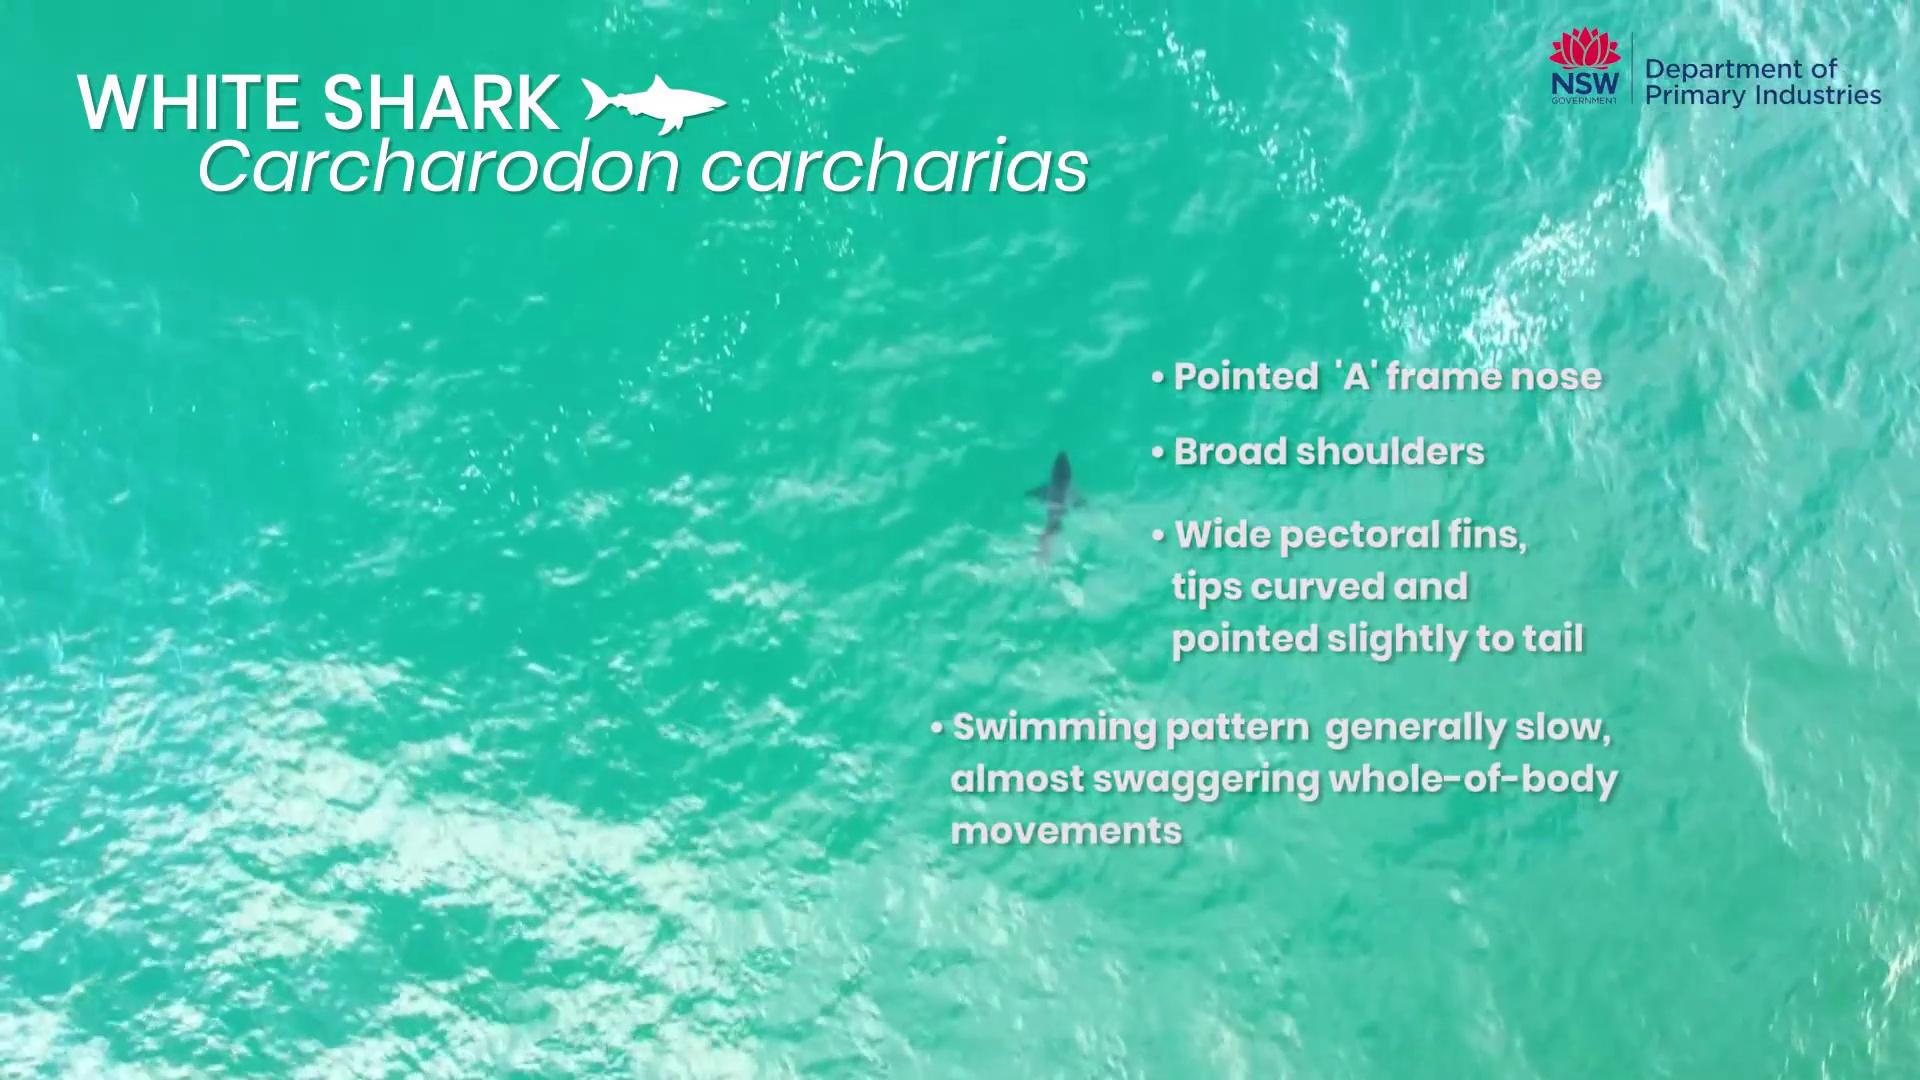 WHITE SHARK
Carcharodon carcharias
NSW
GOVERNMENT
Department of
Primary Industries
• Pointed 'A' frame nose
• Broad shoulders
• Wide pectoral fins,
tips curved and
pointed slightly to tail
• Swimming pattern generally slow,
almost swaggering whole-of-body
movements